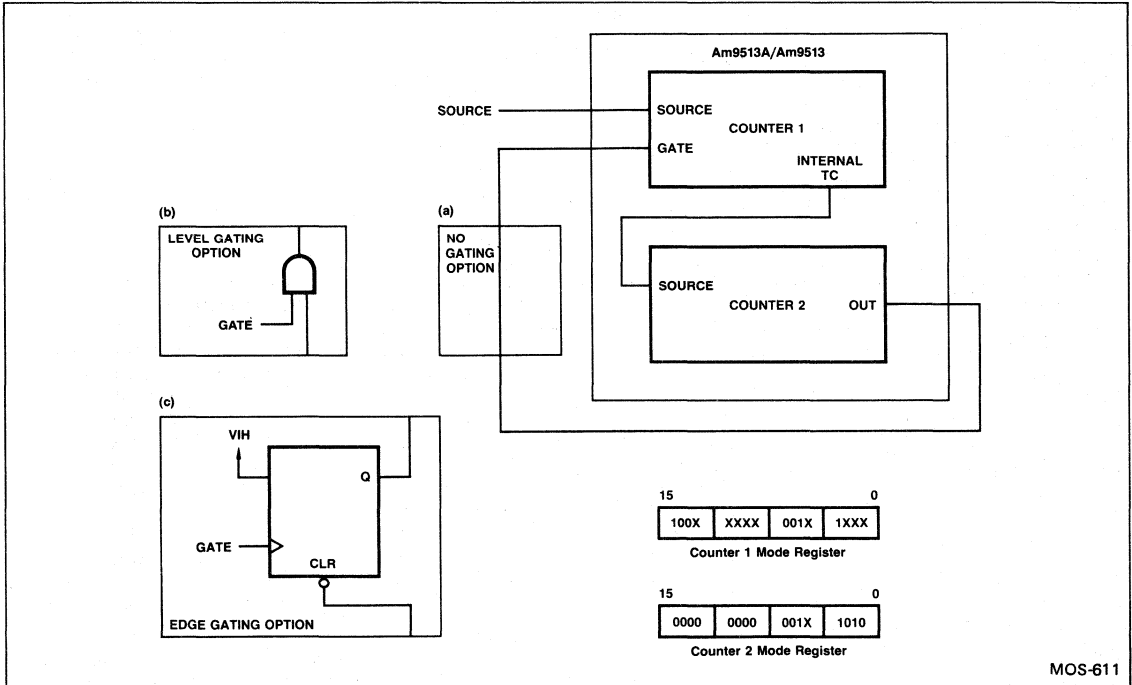 Am9513A/Am9513
SOURCE
SOURCE
COUNTER 1
GATE
INTERNAL
TC
(b)
LEVEL GATING
OPTION
GATE
(a)
NO
GATING
OPTION
SOURCE
COUNTER 2
OUT
(c)
VIH
Q
GATE
CLR
EDGE GATING OPTION
15 0
100X XXXX 001X 1XXX
Counter 1 Mode Register
15 0
0000 0000 001X 1010
Counter 2 Mode Register
MOS-611